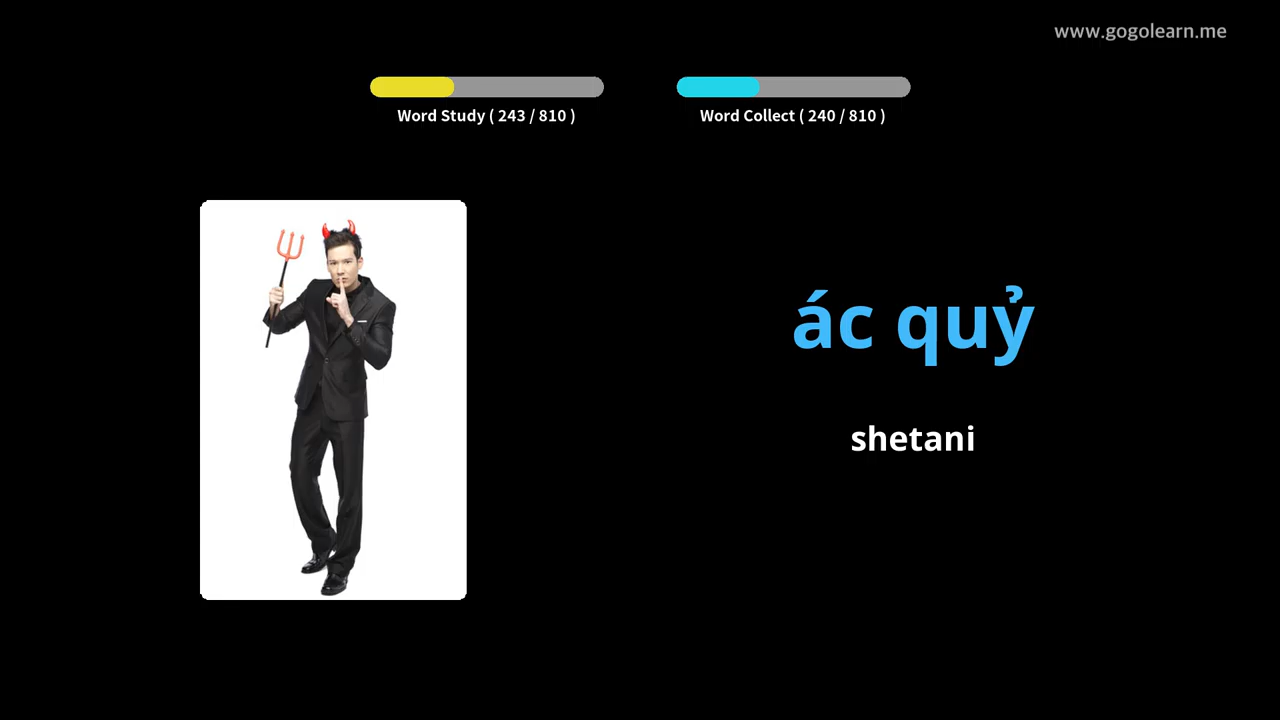 www.gogolearn.me
Word Study ( 243 / 810 )
Word Collect ( 240 / 810 )
ác quỷ
shetani